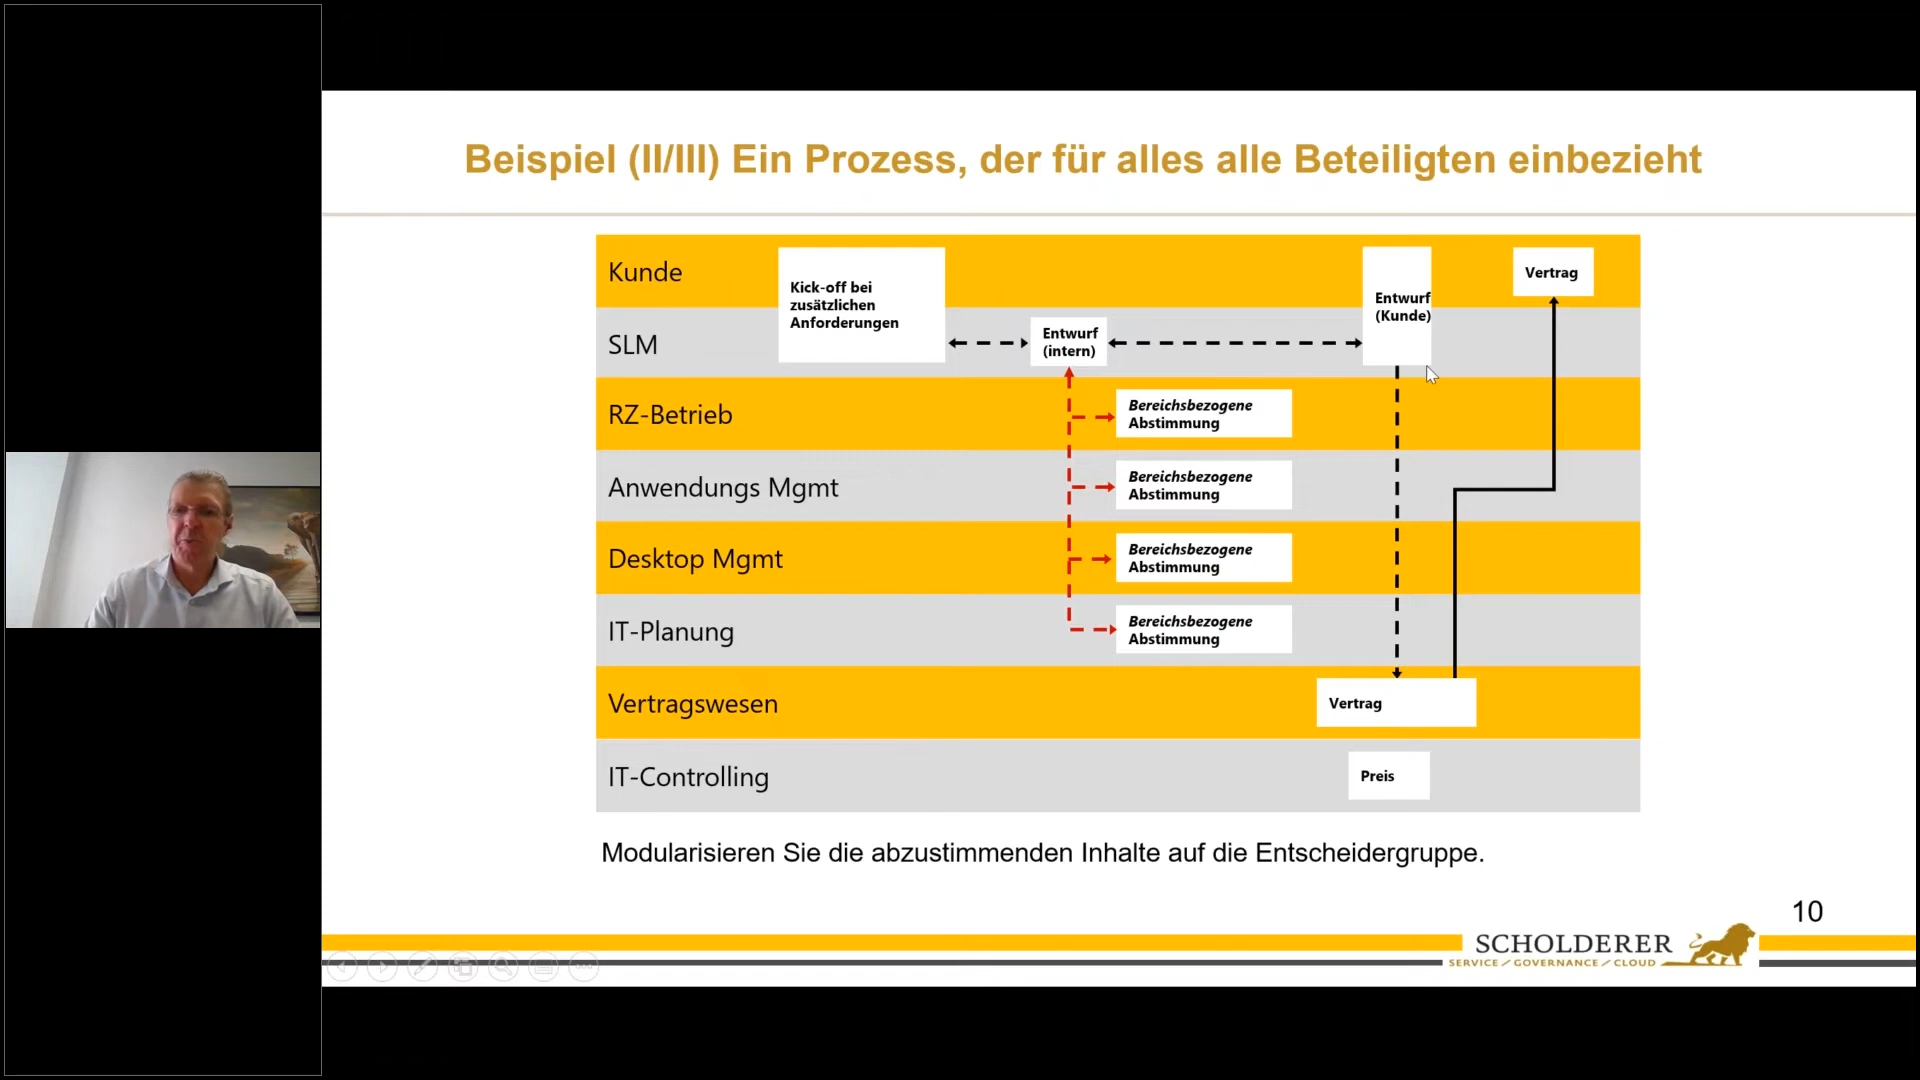 Beispiel (II/III) Ein Prozess, der für alles alle Beteiligten einbezieht
Kunde
Kick-off bei
zusätzlichen
Anforderungen
Entwurf
(Kunde)
Vertrag
SLM
Entwurf
(intern)
RZ-Betrieb
Bereichsbezogene
Abstimmung
Anwendungs Mgmt
Bereichsbezogene
Abstimmung
Desktop Mgmt
Bereichsbezogene
Abstimmung
IT-Planung
Bereichsbezogene
Abstimmung
Vertragswesen
Vertrag
IT-Controlling
Preis
Modularisieren Sie die abzustimmenden Inhalte auf die Entscheidergruppe.
10
SCHOLDERER
SERVICE / GOVERNANCE / CLOUD